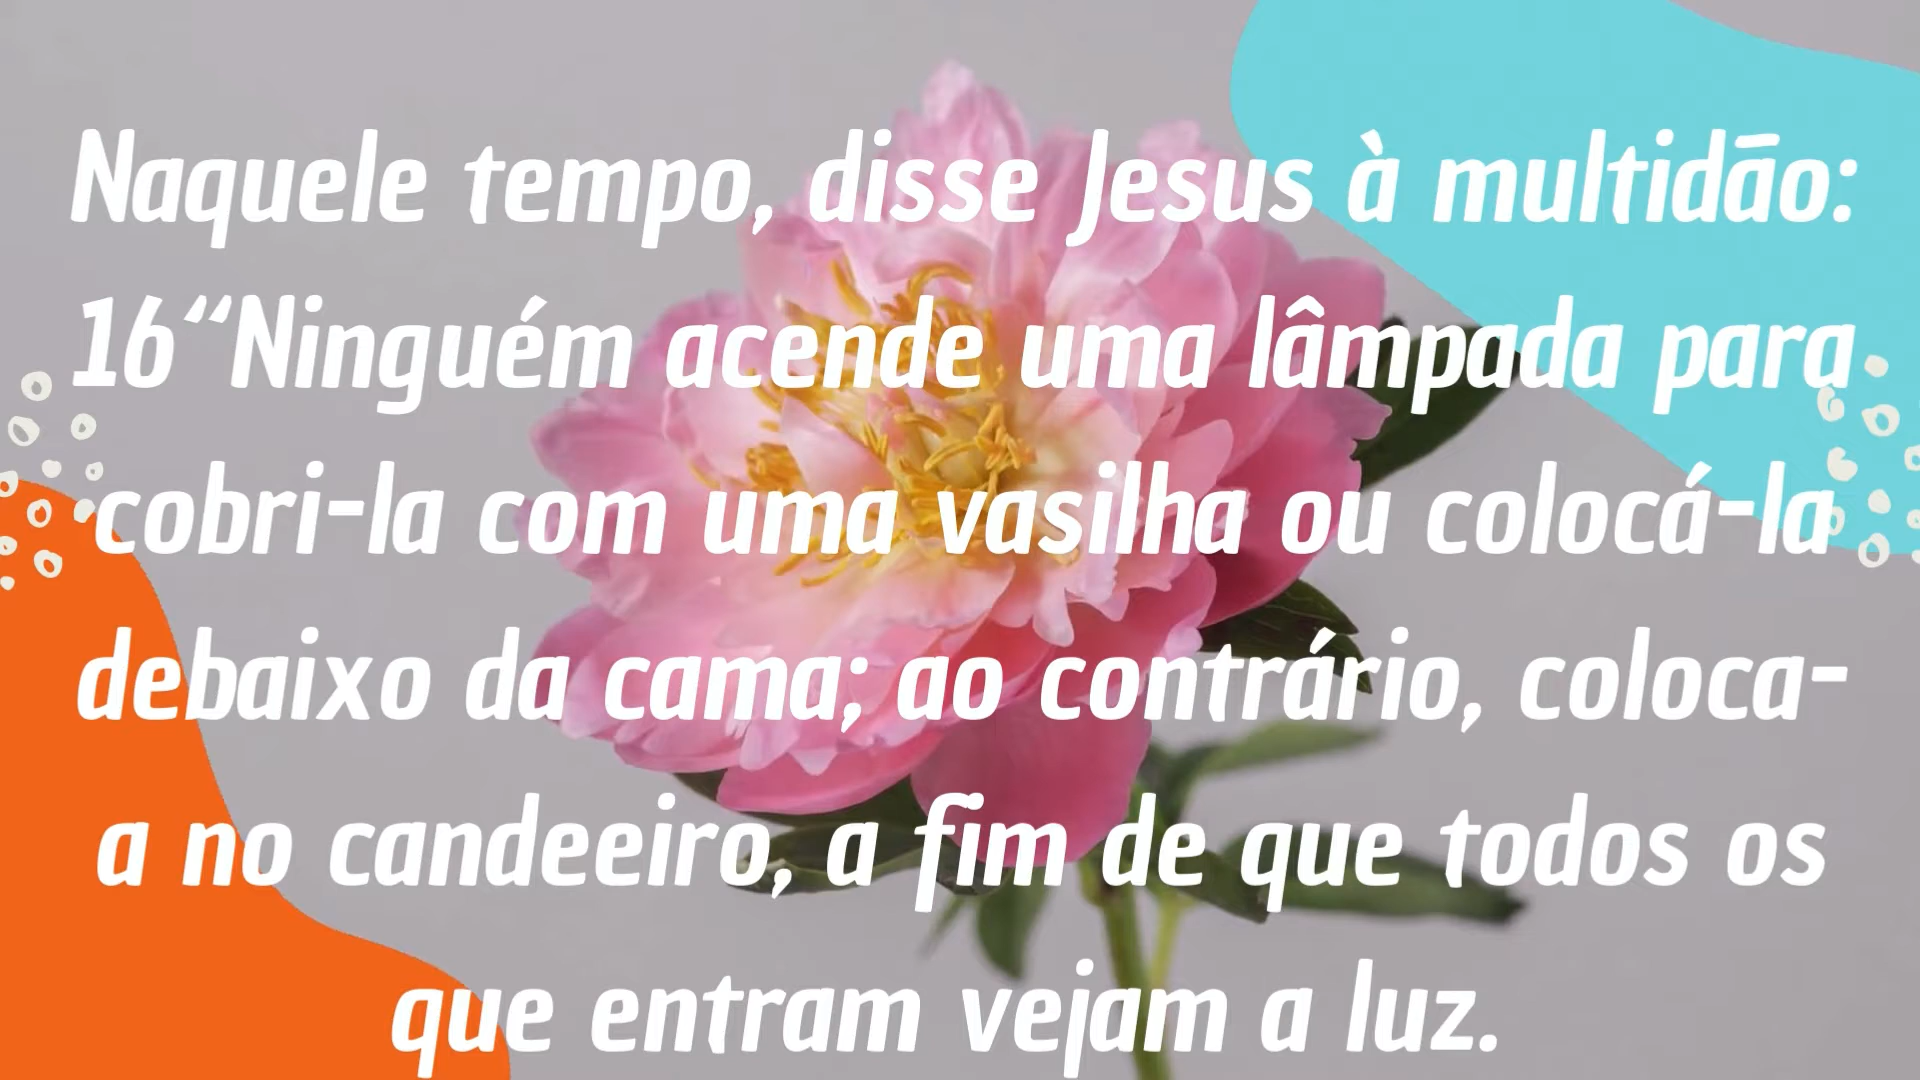 Naquele tempo, disse Jesus à multidão:
16“Ninguém acende uma lâmpada para
cobri-la com uma vasilha ou colocá-la
debaixo da cama; ao contrário, coloca-
a no candeeiro, a fim de que todos os
que entram vejam a luz.